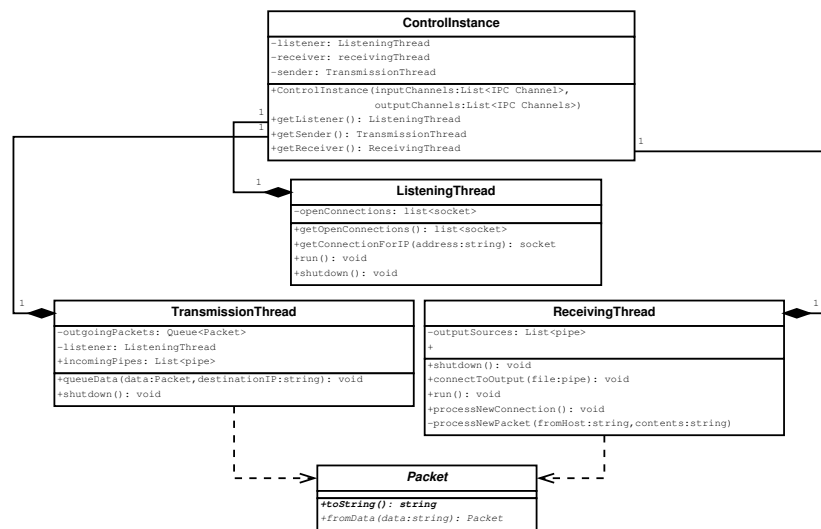 ControlInstance
-listener: ListeningThread
-receiver: receivingThread
-sender: TransmissionThread
+ControlInstance(inputChannels:List<IPC Channel>,
outputChannels:List<IPC Channels>)
+getListener(): ListeningThread
+getSender(): TransmissionThread
+getReceiver(): ReceivingThread
1
1
1
1
ListeningThread
-openConnections: list<socket>
+getOpenConnections(): list<socket>
+getConnectionForIP(address:string): socket
+run(): void
+shutdown(): void
1
TransmissionThread
-outgoingPackets: Queue<Packet>
-listener: ListeningThread
+incomingPipes: List<pipe>
+queueData(data:Packet,destinationIP:string): void
+shutdown(): void
ReceivingThread
1
-outputSources: List<pipe>
+
+shutdown(): void
+connectToOutput(file:pipe): void
+run(): void
+processNewConnection(): void
-processNewPacket(fromHost:string,contents:string)
Packet
+toString(): string
+fromData(data:string): Packet